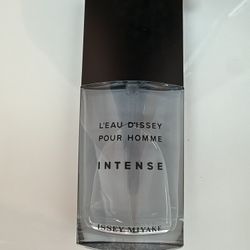 L'EAU D'ISSEY
POUR HOMME
INTENSE
ISSEY MIYAKE